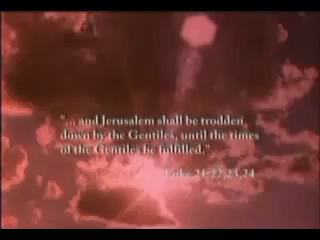 "... and Jerusalem shall be trodden
down by the Gentiles, until the times
of the Gentiles be fulfilled."
Luke 21:22,23,24